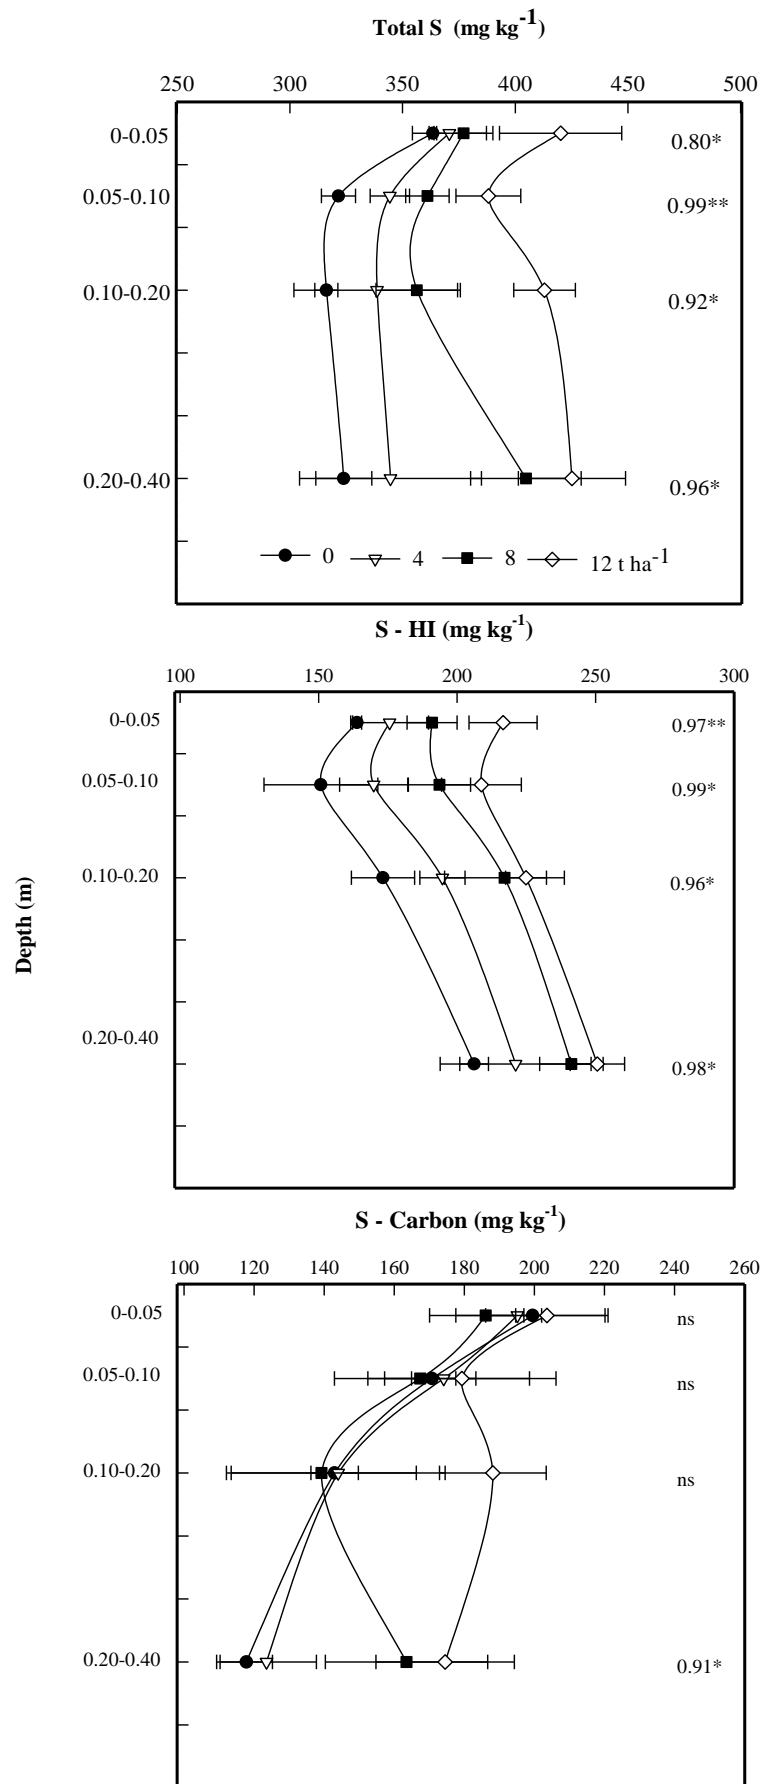 Total S (mg kg-1)
250 300 350 400 450 500
0-0.05 0.80*
0.05-0.10 0.99**
0.10-0.20 0.92*
0.20-0.40 0.96*
0 4 8 12 t ha-1
S - HI (mg kg-1)
100 150 200 250 300
0-0.05 0.97**
0.05-0.10 0.99*
0.10-0.20 0.96*
Depth (m)
0.20-0.40 0.98*
S - Carbon (mg kg-1)
100 120 140 160 180 200 220 240 260
0-0.05 ns
0.05-0.10 ns
0.10-0.20 ns
0.20-0.40 0.91*